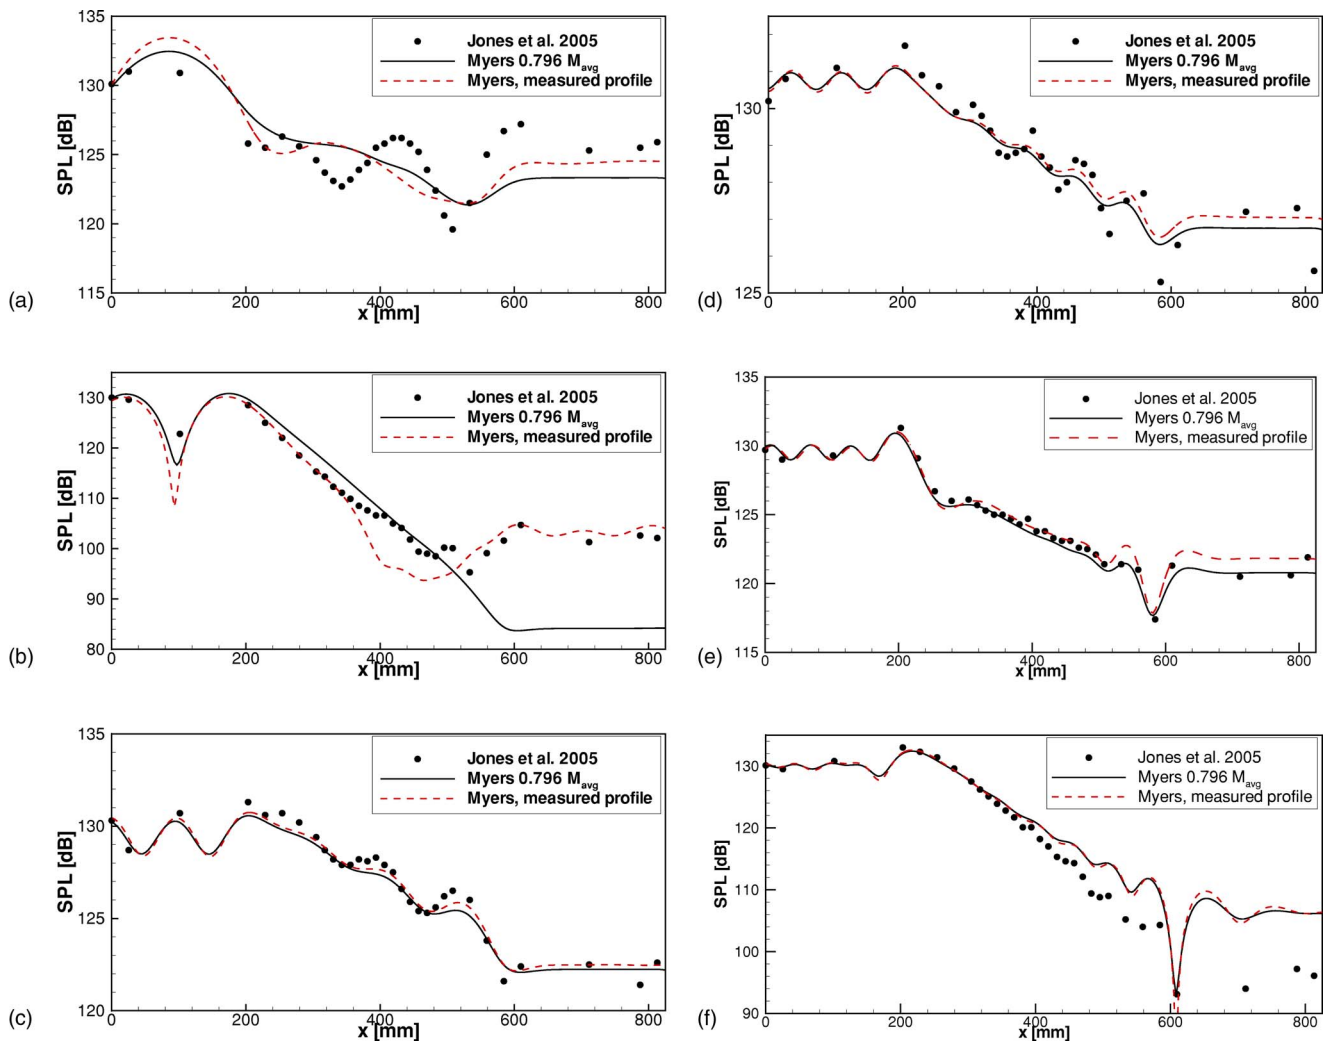 135
130
125
120
115
SPL [dB]
0
200
400
600
800
x [mm]
Jones et al. 2005
Myers 0.796 Mavg
Myers, measured profile
(a)
130
120
110
100
90
80
SPL [dB]
0
200
400
600
800
x [mm]
Jones et al. 2005
Myers 0.796 Mavg
Myers, measured profile
(b)
135
130
125
120
SPL [dB]
0
200
400
600
800
x [mm]
Jones et al. 2005
Myers 0.796 Mavg
Myers, measured profile
(c)
130
125
SPL [dB]
0
200
400
600
800
x [mm]
Jones et al. 2005
Myers 0.796 Mavg
Myers, measured profile
(d)
135
130
125
120
115
SPL [dB]
0
200
400
600
800
x [mm]
Jones et al. 2005
Myers 0.796 Mavg
Myers, measured profile
(e)
130
120
110
100
90
SPL [dB]
0
200
400
600
800
x [mm]
Jones et al. 2005
Myers 0.796 Mavg
Myers, measured profile
(f)